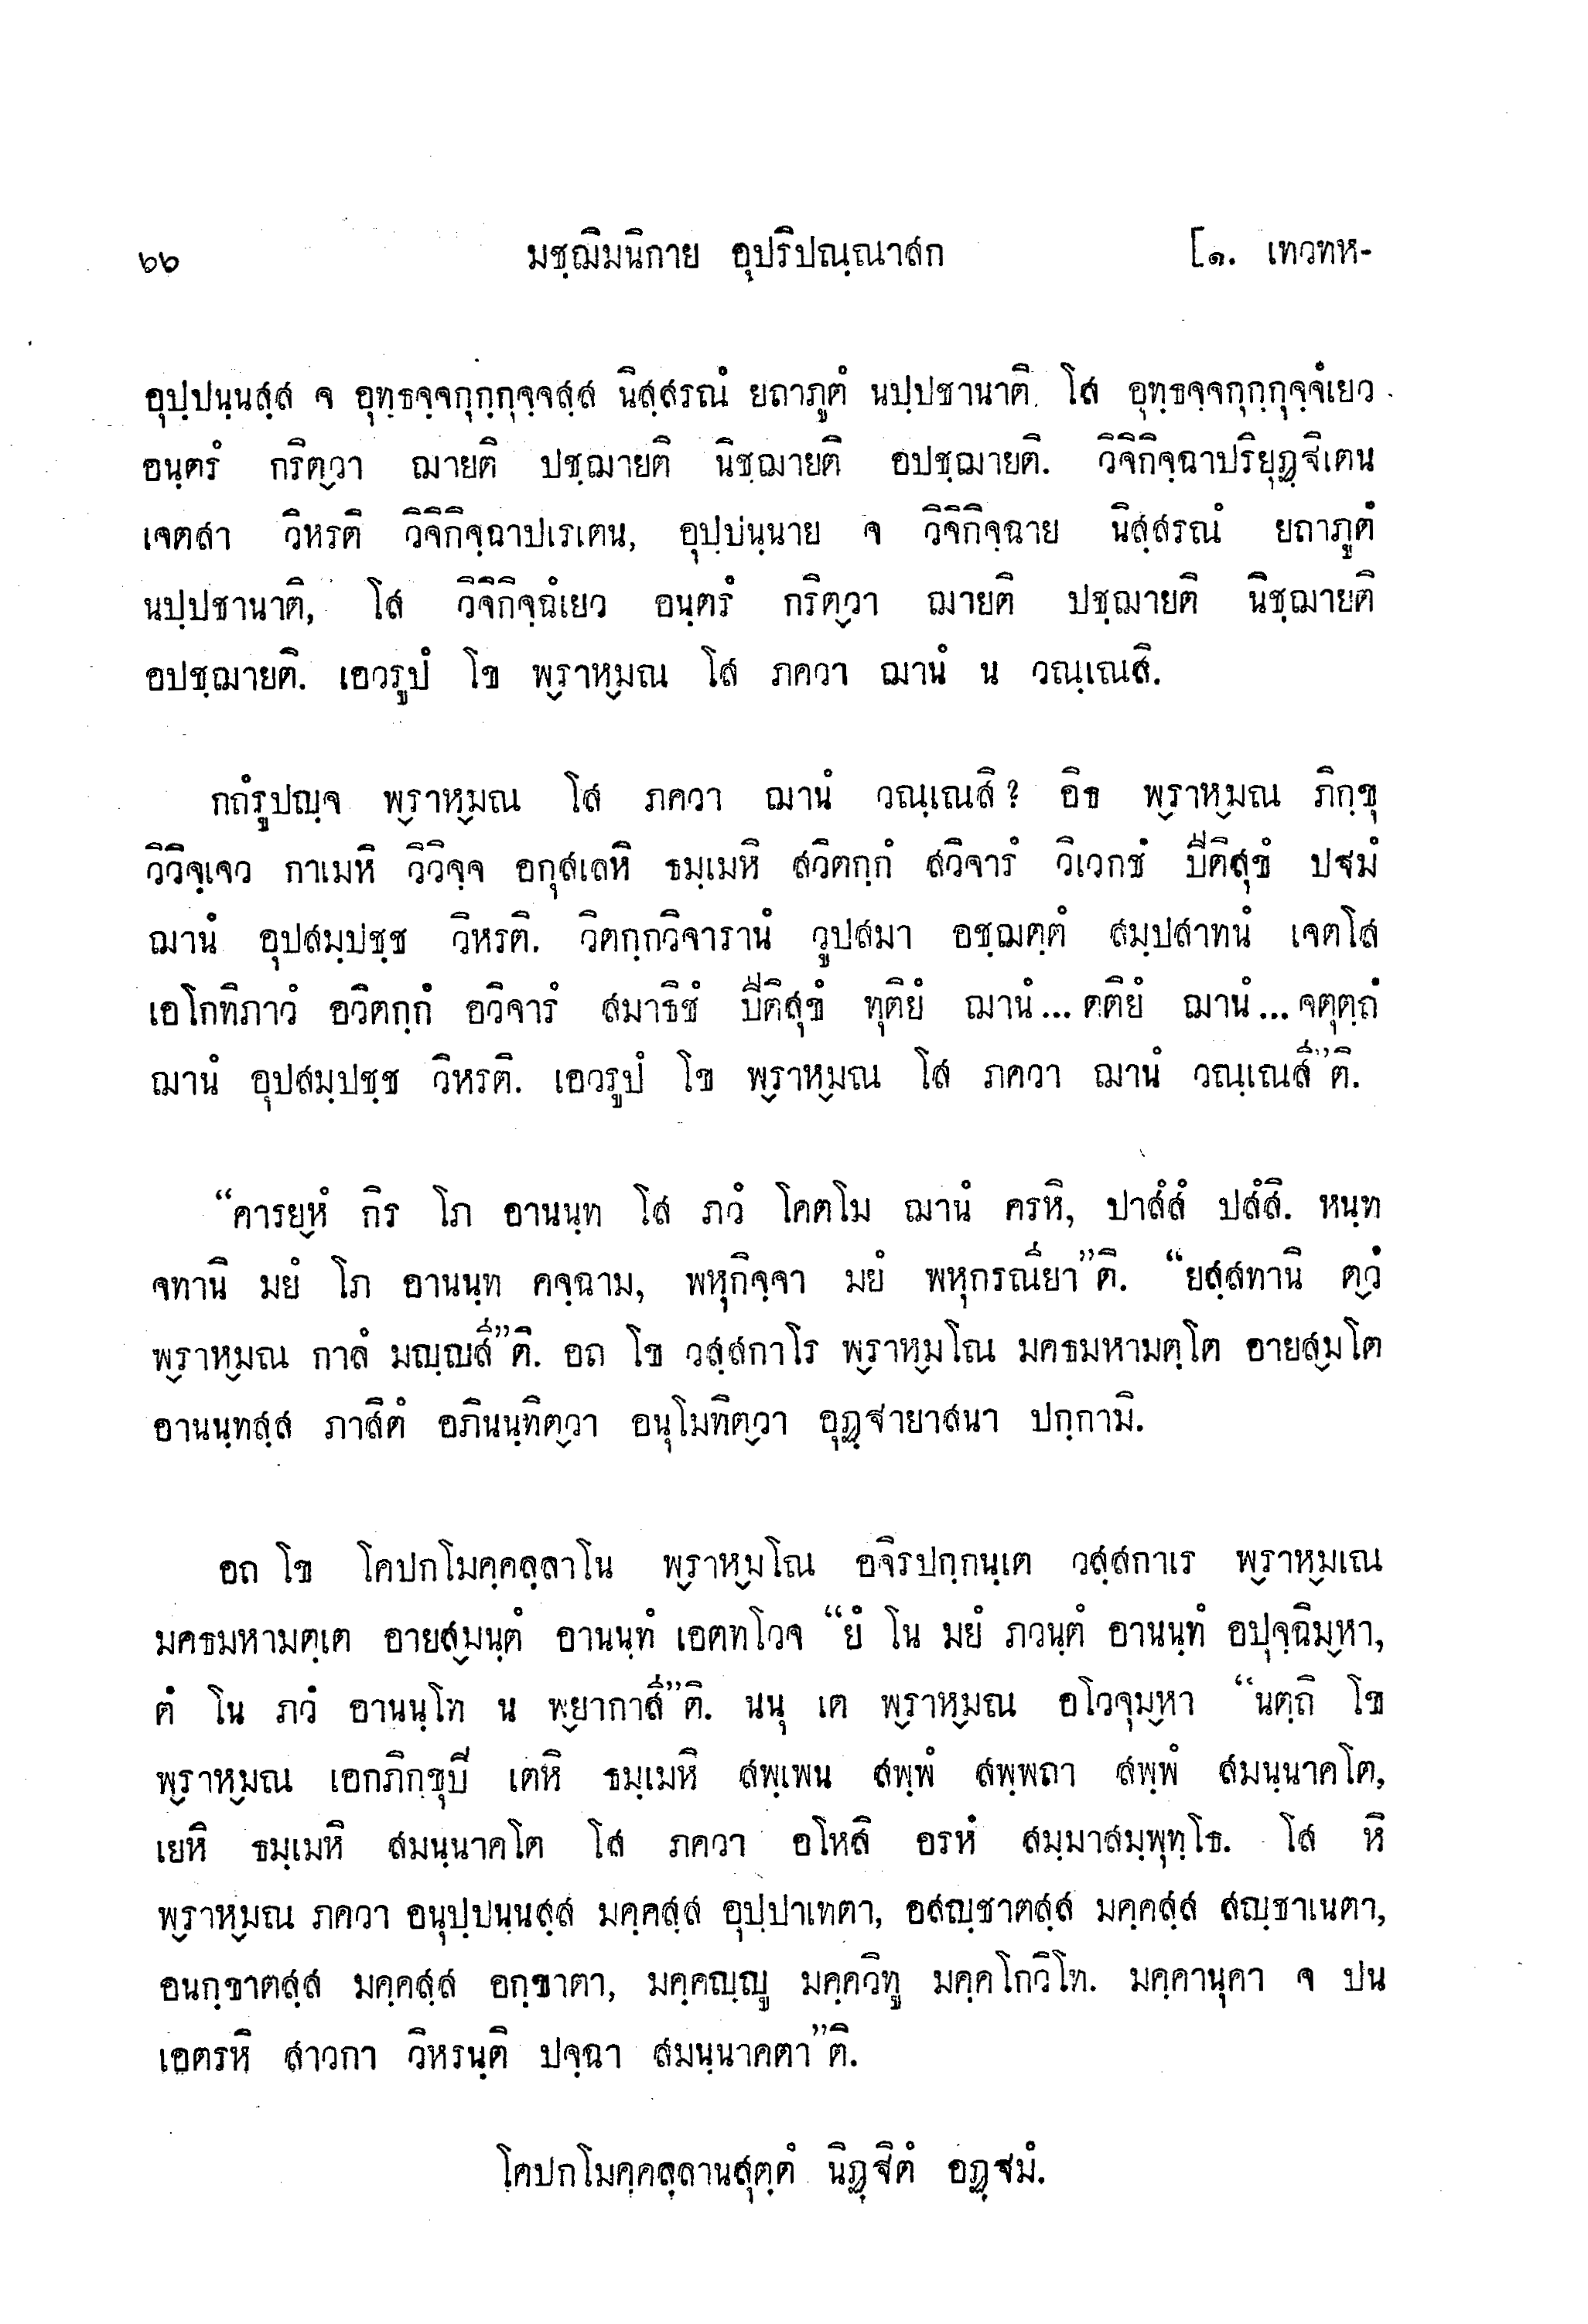 ๖๖ มชฺฌิมนิกาย อุปริปณฺณาสก [๑. เทวทห-
อุปฺปนฺนสฺส จ อุทฺธจฺจกุกฺกุจฺจสฺส นิสฺสรณํ ยถาภูตํ นปฺปชานาติ. โส อุทฺธจฺจกุกฺกุจฺจํเยว
อนฺตรํ กริตฺวา ฌายติ ปชฺฌายติ นิชฺฌายติ อปชฺฌายติ. วิจิกิจฺฉาปริยุฏฺฐิเตน
เจตสา วิหรติ วิจิกิจฺฉาปเรเตน, อุปฺปนฺนาย จ วิจิกิจฺฉาย นิสฺสรณํ ยถาภูตํ
นปฺปชานาติ, โส วิจิกิจฺฉํเยว อนฺตรํ กริตฺวา ฌายติ ปชฺฌายติ นิชฺฌายติ
อปชฺฌายติ. เอวรูปํ โข พฺราหฺมณ โส ภควา ฌานํ น วณฺเณสิ.
กถํรูปญฺจ พฺราหฺมณ โส ภควา ฌานํ วณฺเณสิ? อิธ พฺราหฺมณ ภิกฺขุ
วิวิจฺเจว กาเมหิ วิวิจฺจ อกุสเลหิ ธมฺเมหิ สวิตกฺกํ สวิจารํ วิเวกชํ ปีติสุขํ ปฐมํ
ฌานํ อุปสมฺปชฺช วิหรติ. วิตกฺกวิจารานํ วูปสมา อชฺฌตฺตํ สมฺปสาทนํ เจตโส
เอโกทิภาวํ อวิตกฺกํ อวิจารํ สมาธิชํ ปีติสุขํ ทุติยํ ฌานํ... ตติยํ ฌานํ... จตุตฺถํ
ฌานํ อุปสมฺปชฺช วิหรติ. เอวรูปํ โข พฺราหฺมณ โส ภควา ฌานํ วณฺเณสี”ติ.
“คารยฺหํ กิร โภ อานนฺท โส ภวํ โคตโม ฌานํ ครหิ, ปาสํสํ ปสํสิ. หนฺท
จทานิ มยํ โภ อานนฺท คจฺฉาม, พหุกิจฺจา มยํ พหุกรณียา”ติ. “ยสฺสทานิ ตฺวํ
พฺราหฺมณ กาลํ มญฺญสี”ติ. อถ โข วสฺสกาโร พฺราหฺมโณ มคธมหามตฺโต อายสฺมโต
อานนฺทสฺส ภาสิตํ อภินนฺทิตฺวา อนุโมทิตฺวา อุฏฺฐายาสนา ปกฺกามิ.
อถ โข โคปกโมคฺคลฺลาโน พฺราหฺมโณ อจิรปกฺกนฺเต วสฺสกาเร พฺราหฺมเณ
มคธมหามตฺเต อายสฺมนฺตํ อานนฺทํ เอตทโวจ “ยํ โน มยํ ภวนฺตํ อานนฺทํ อปุจฺฉิมฺหา,
ตํ โน ภวํ อานนฺโท น พฺยากาสี”ติ. นนุ เต พฺราหฺมณ อโวจุมฺหา “นตฺถิ โข
พฺราหฺมณ เอกภิกฺขุปี เตหิ ธมฺเมหิ สพฺเพน สพฺพํ สพฺพถา สพฺพํ สมนฺนาคโต,
เยหิ ธมฺเมหิ สมนฺนาคโต โส ภควา อโหสิ อรหํ สมฺมาสมฺพุทฺโธ. โส หิ
พฺราหฺมณ ภควา อนุปฺปนฺนสฺส มคฺคสฺส อุปฺปาเทตา, อสญฺชาตสฺส มคฺคสฺส สญฺชาเนตา,
อนกฺขาตสฺส มคฺคสฺส อกฺขาตา, มคฺคญฺญู มคฺควิทู มคฺคโกวิโท. มคฺคานุคา จ ปน
เอตรหิ สาวกา วิหรนฺติ ปจฺฉา สมนฺนาคตา”ติ.
โคปกโมคฺคลฺลานสุตฺตํ นิฏฺฐิตํ อฏฺฐมํ.